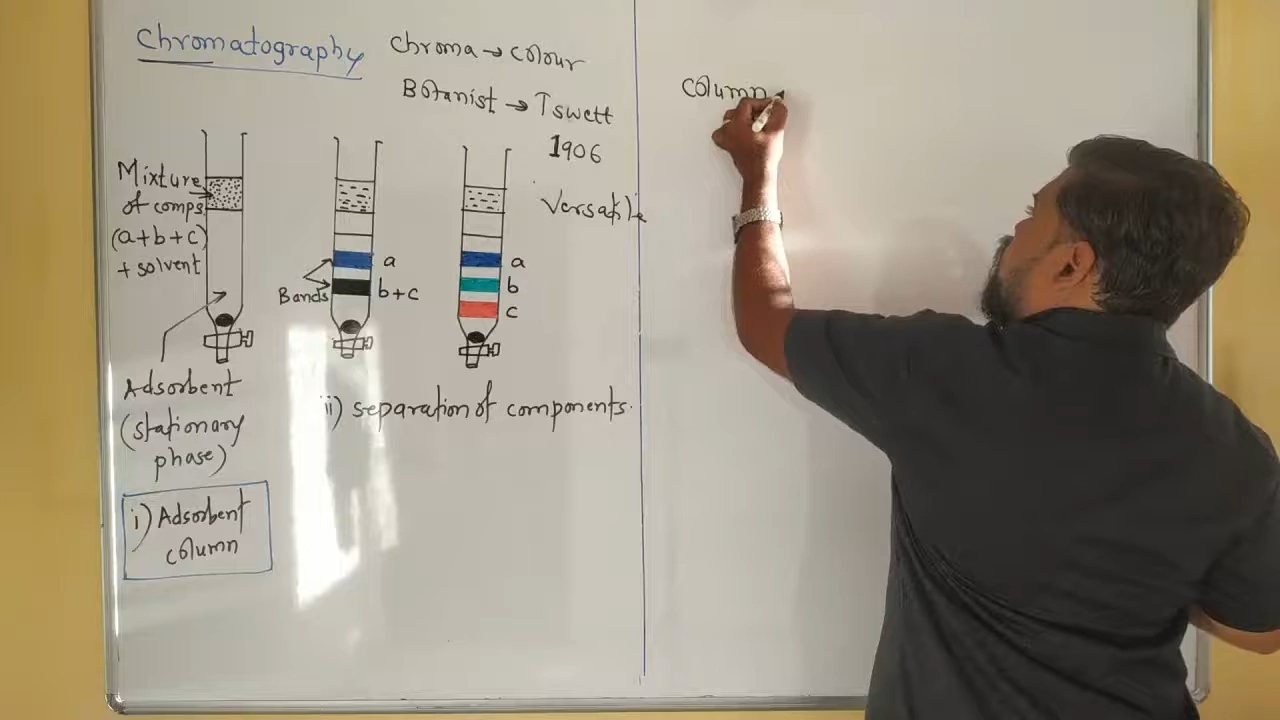 Chromatography
Chroma → colour
Botanist → Tswett
1906
Versatile
Mixture
of comps
(a+b+c)
+ solvent
Adsorbent
(stationary
phase)
i) Adsorbent
column
Bands
a
b+c
a
b
c
ii) separation of components.
Column